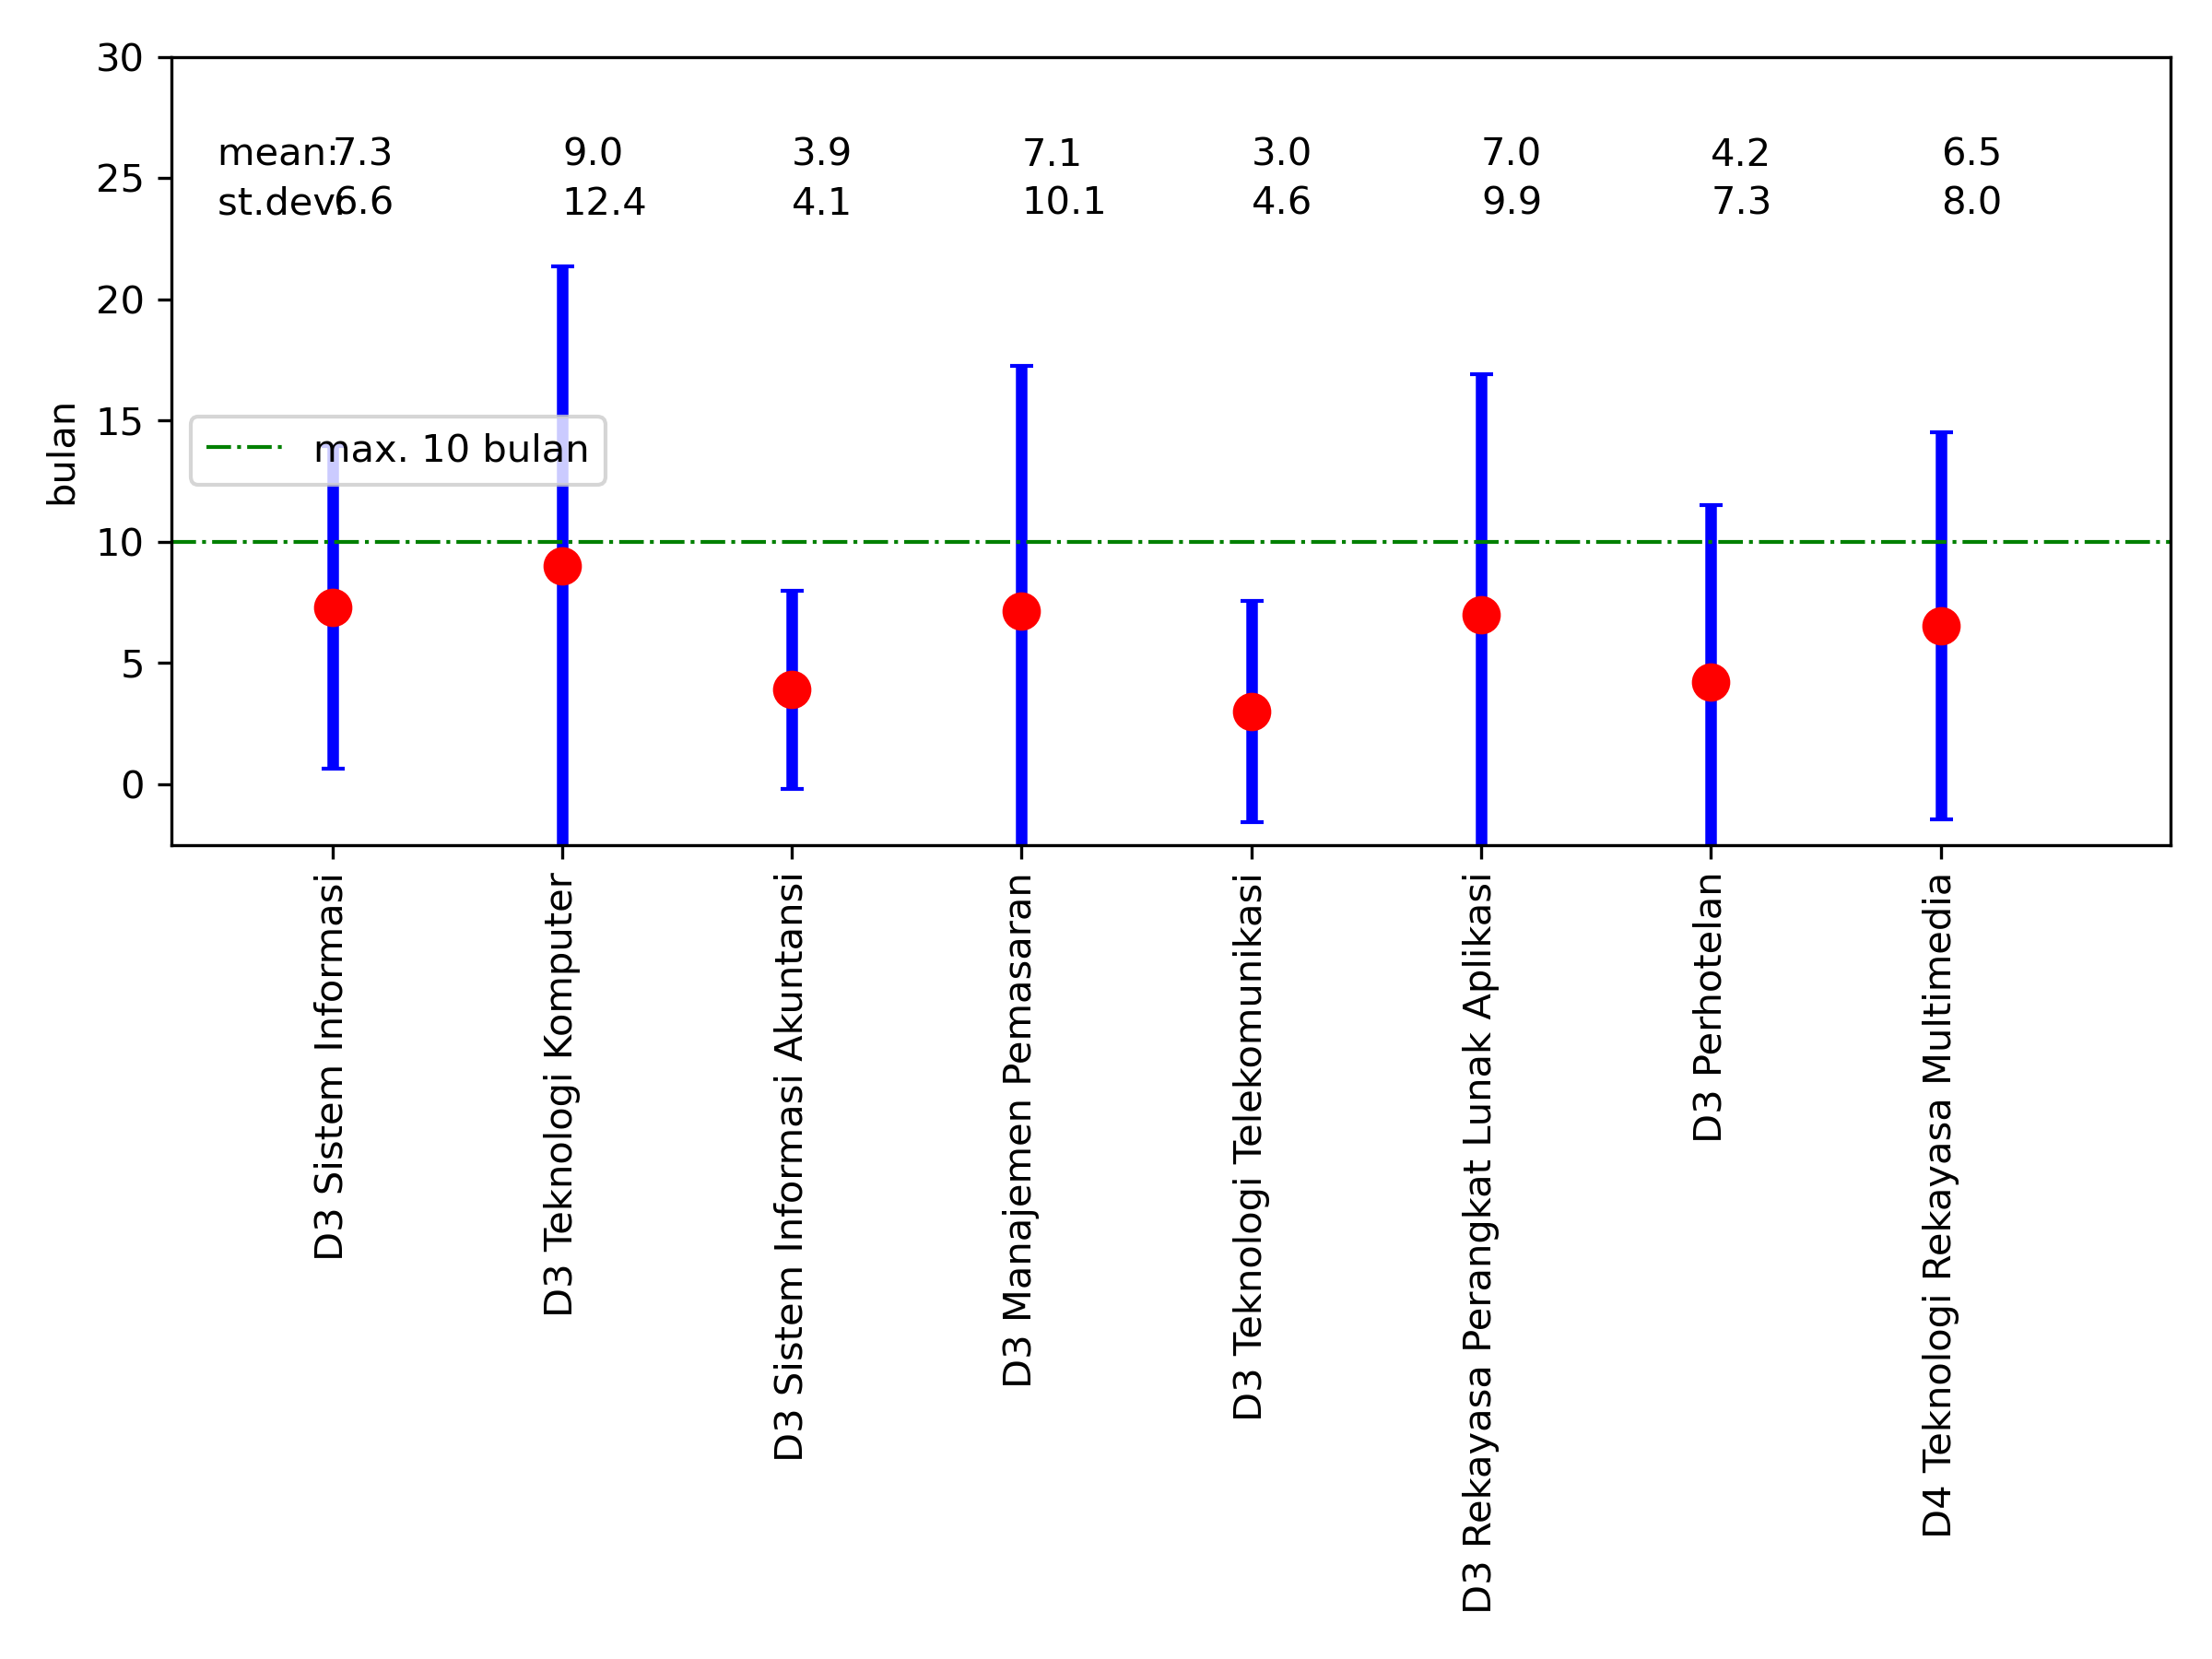 30
25
20
15
10
5
0
bulan
mean: 7.3 9.0 3.9 7.1 3.0 7.0 4.2 6.5
st.dev: 6.6 12.4 4.1 10.1 4.6 9.9 7.3 8.0
max. 10 bulan
D3 Sistem Informasi
D3 Teknologi Komputer
D3 Sistem Informasi Akuntansi
D3 Manajemen Pemasaran
D3 Teknologi Telekomunikasi
D3 Rekayasa Perangkat Lunak Aplikasi
D3 Perhotelan
D4 Teknologi Rekayasa Multimedia